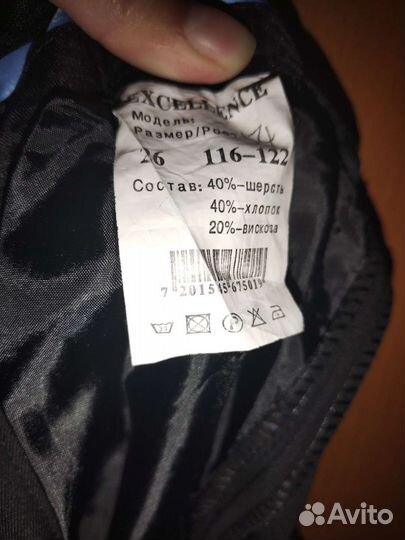 EXCELLENCE
Модель:
Размер/Рост
26 116-122
Состав: 40%-шерсть
40%-хлопок
20%-вискоза
Avito